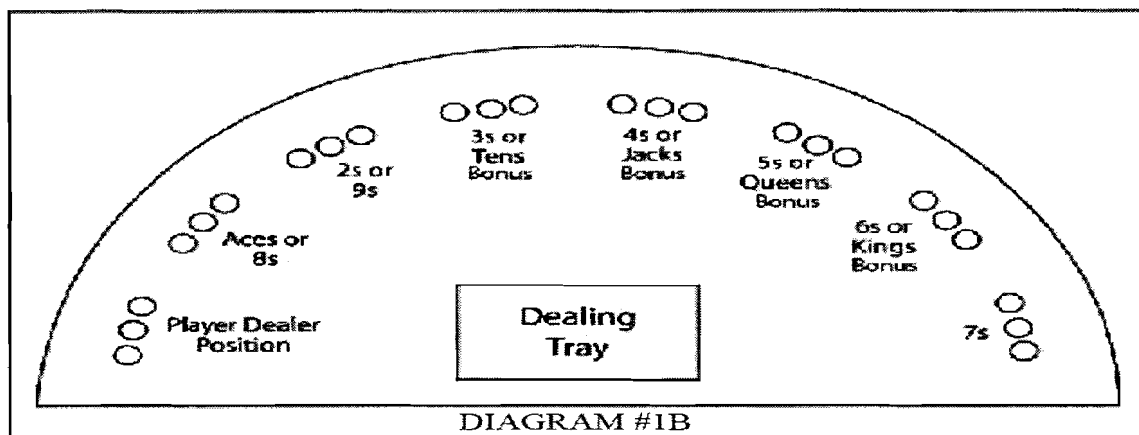 3s or
Tens
Bonus
4s or
Jacks
Bonus
2s or
9s
5s or
Queens
Bonus
Aces or
8s
6s or
Kings
Bonus
Player Dealer
Position
Dealing
Tray
7s
DIAGRAM #1B